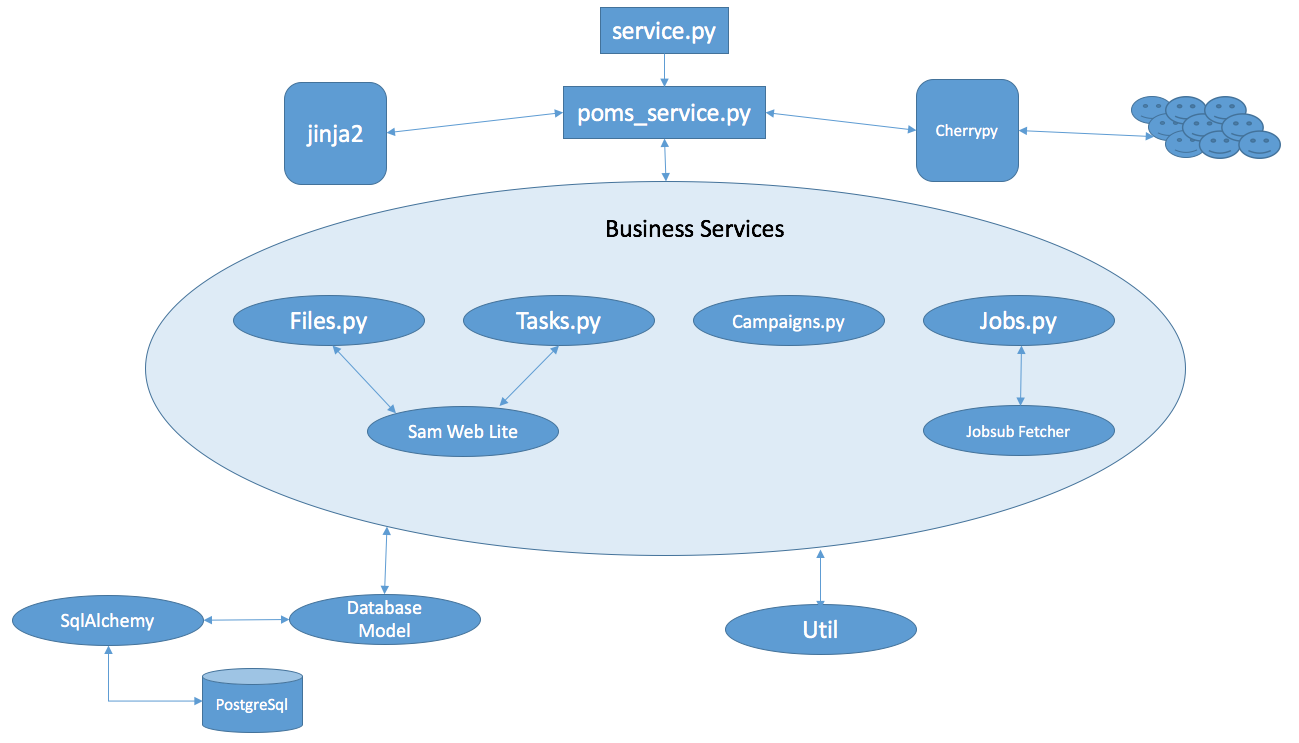 service.py
jinja2
poms_service.py
Cherrypy
Business Services
Files.py
Tasks.py
Campaigns.py
Jobs.py
Sam Web Lite
Jobsub Fetcher
SqlAlchemy
Database
Model
Util
PostgreSql